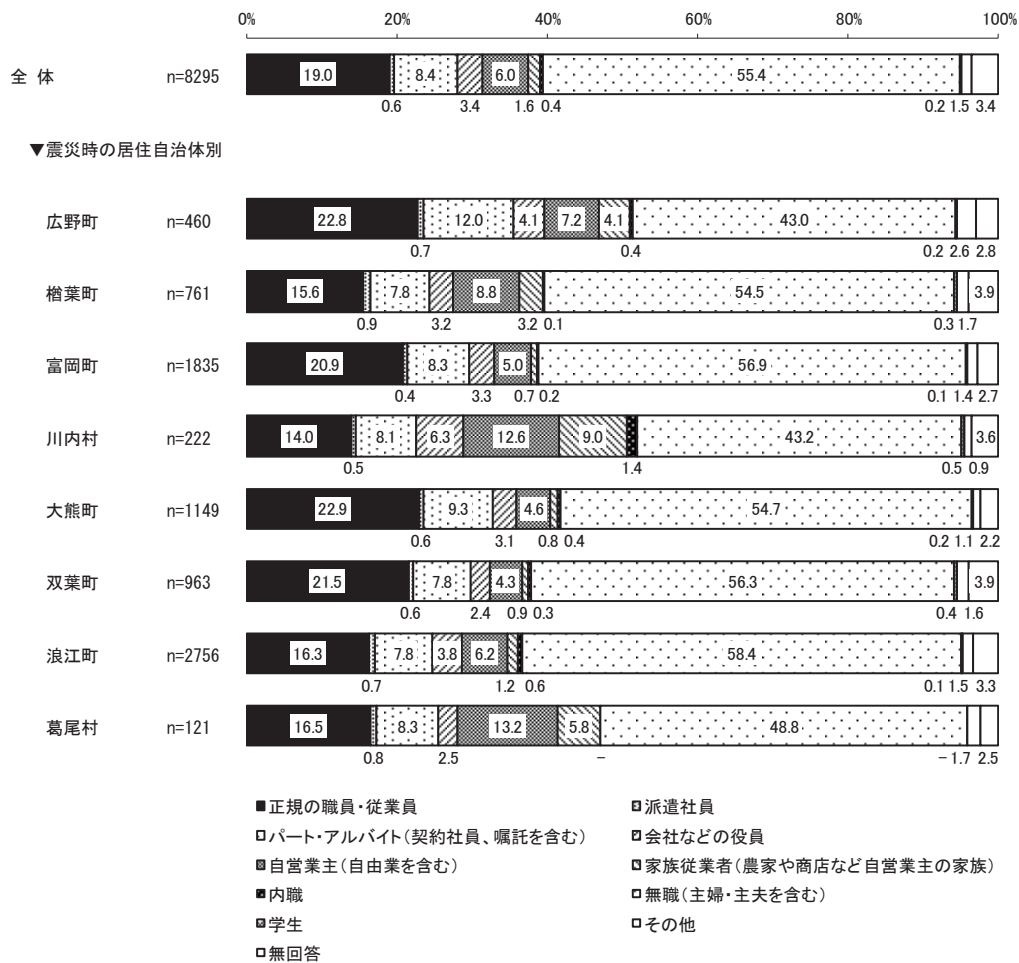 0% 20% 40% 60% 80% 100%
全 体 n=8295 19.0 8.4 6.0 55.4
0.6 3.4 1.6 0.4 0.2 1.5 3.4
▼震災時の居住自治体別
広野町 n=460 22.8 12.0 4.1 7.2 4.1 43.0
0.7 0.4 0.2 2.6 2.8
楢葉町 n=761 15.6 7.8 8.8 54.5 3.9
0.9 3.2 3.2 0.1 0.3 1.7
富岡町 n=1835 20.9 8.3 5.0 56.9
0.4 3.3 0.7 0.2 0.1 1.4 2.7
川内村 n=222 14.0 8.1 6.3 12.6 9.0 43.2 3.6
0.5 1.4 0.5 0.9
大熊町 n=1149 22.9 9.3 4.6 54.7
0.6 3.1 0.8 0.4 0.2 1.1 2.2
双葉町 n=963 21.5 7.8 4.3 56.3 3.9
0.6 2.4 0.9 0.3 0.4 1.6
浪江町 n=2756 16.3 7.8 3.8 6.2 58.4
0.7 1.2 0.6 0.1 1.5 3.3
葛尾村 n=121 16.5 8.3 13.2 5.8 48.8
0.8 2.5 − − 1.7 2.5
正規の職員・従業員 派遣社員
パート・アルバイト(契約社員、嘱託を含む) 会社などの役員
自営業主(自由業を含む) 家族従業者(農家や商店など自営業主の家族)
内職 無職(主婦・主夫を含む)
学生 その他
無回答